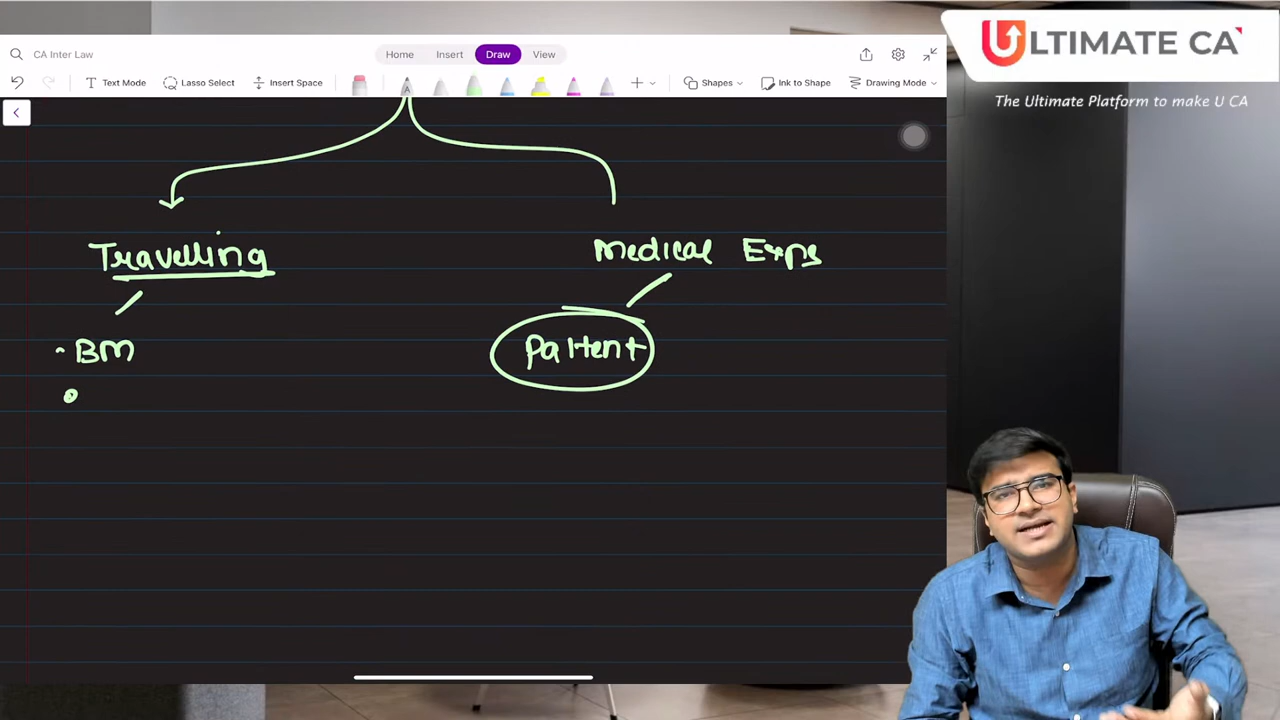 ULTIMATE CA
The Ultimate Platform to make U CA
CA Inter Law
Home Insert Draw View
Text Mode Lasso Select Insert Space Shapes Ink to Shape Drawing Mode
Travelling
Medical Exps
- BM
Patient